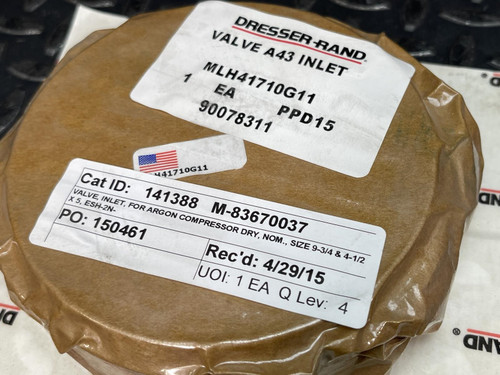 DRESSER-RAND®
VALVE A43 INLET
MLH41710G11
1 EA PPD15
90078311
LH41710G11
Cat ID: 141388 M-83670037
VALVE, INLET, FOR ARGON COMPRESSOR DRY, NOM., SIZE 9-3/4 & 4-1/2
X 5, ESH-2N-
PO: 150461
Rec'd: 4/29/15
UOI: 1 EA Q Lev: 4
DRE
RAND®
D®